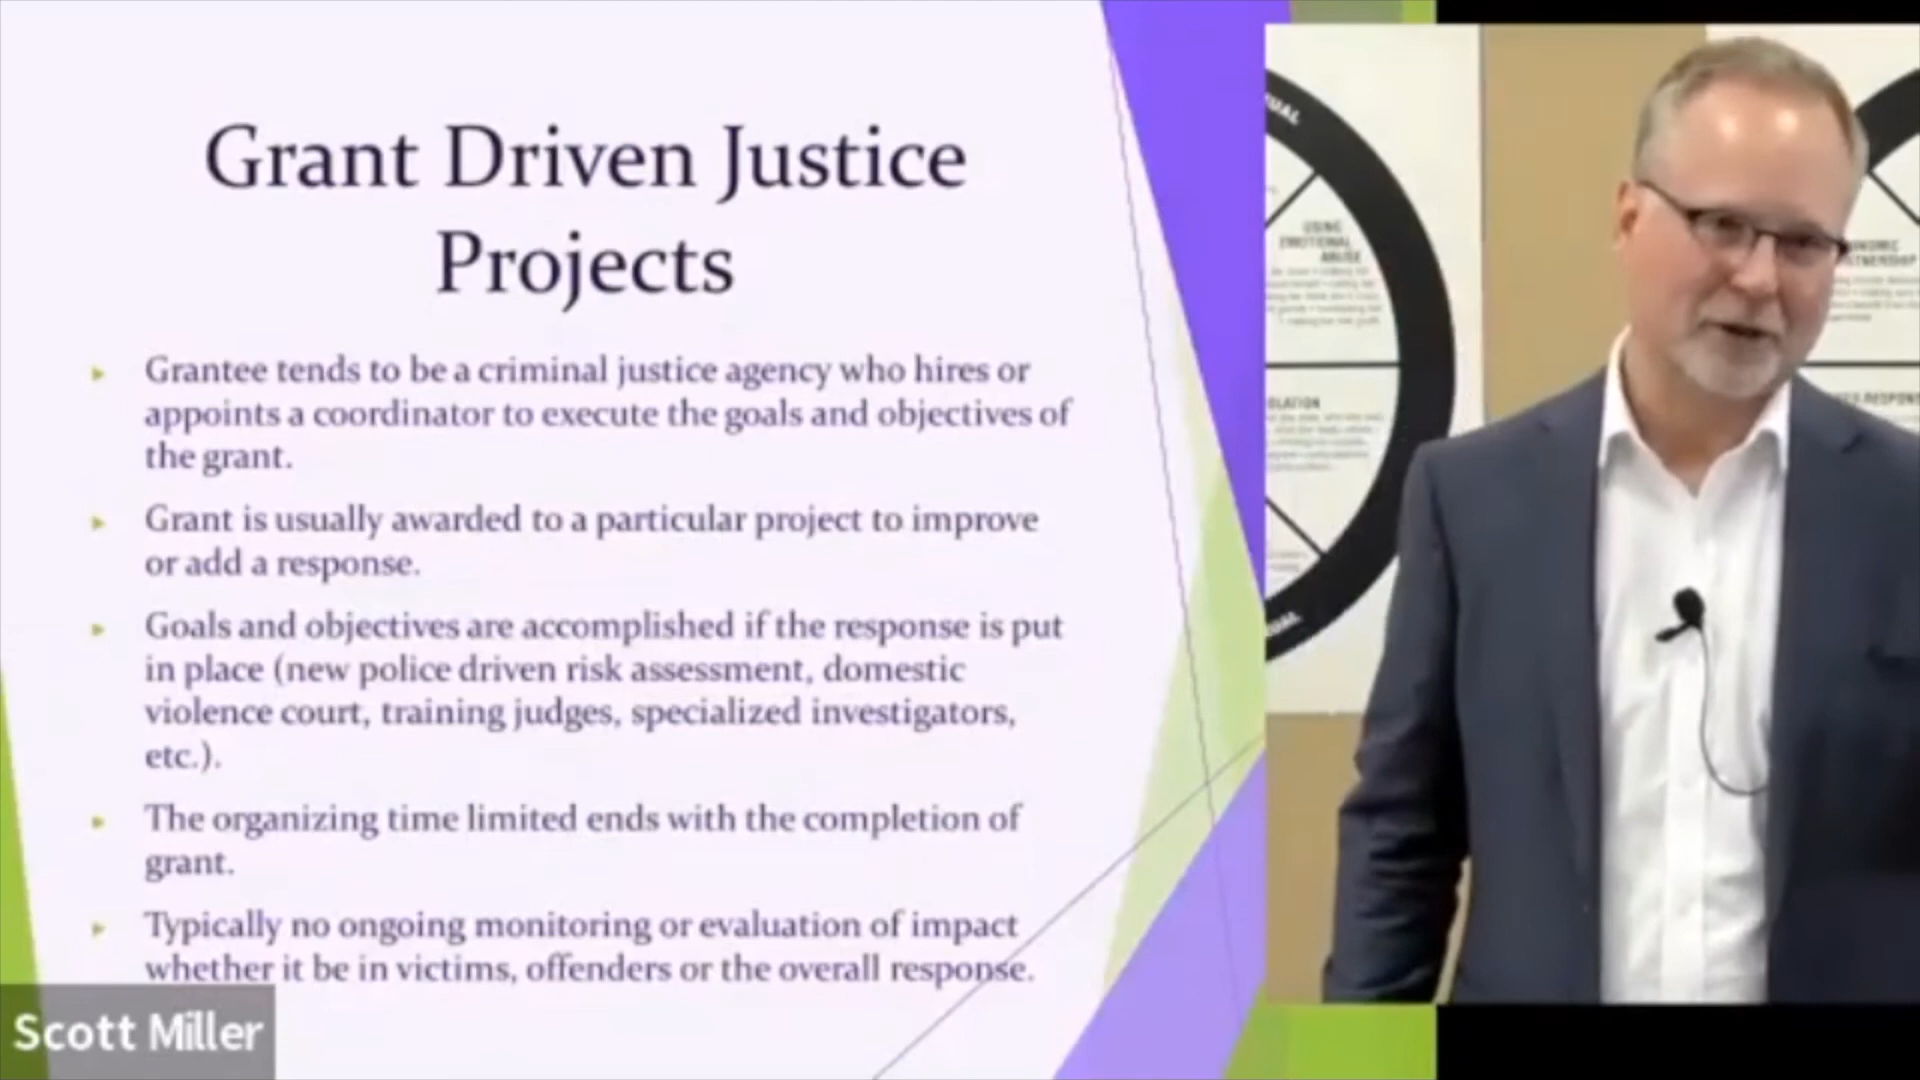 Grant Driven Justice
Projects
Grantee tends to be a criminal justice agency who hires or
appoints a coordinator to execute the goals and objectives of
the grant.
Grant is usually awarded to a particular project to improve
or add a response.
Goals and objectives are accomplished if the response is put
in place (new police driven risk assessment, domestic
violence court, training judges, specialized investigators,
etc.).
The organizing time limited ends with the completion of
grant.
Typically no ongoing monitoring or evaluation of impact
whether it be in victims, offenders or the overall response.
Scott Miller
USING
EMOTIONAL
ABUSE